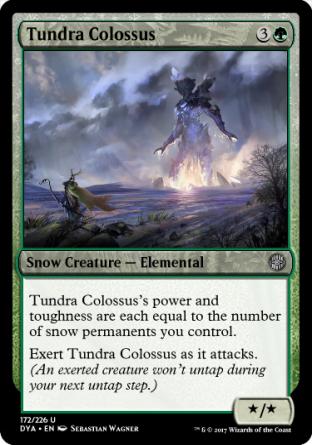 Tundra Colossus 3
Snow Creature — Elemental
Tundra Colossus's power and
toughness are each equal to the number
of snow permanents you control.
Exert Tundra Colossus as it attacks.
(An exerted creature won't untap during
your next untap step.)
★/★
172/226 U
DYA • EN Sebastian Wagner
™ & © 2017 Wizards of the Coast